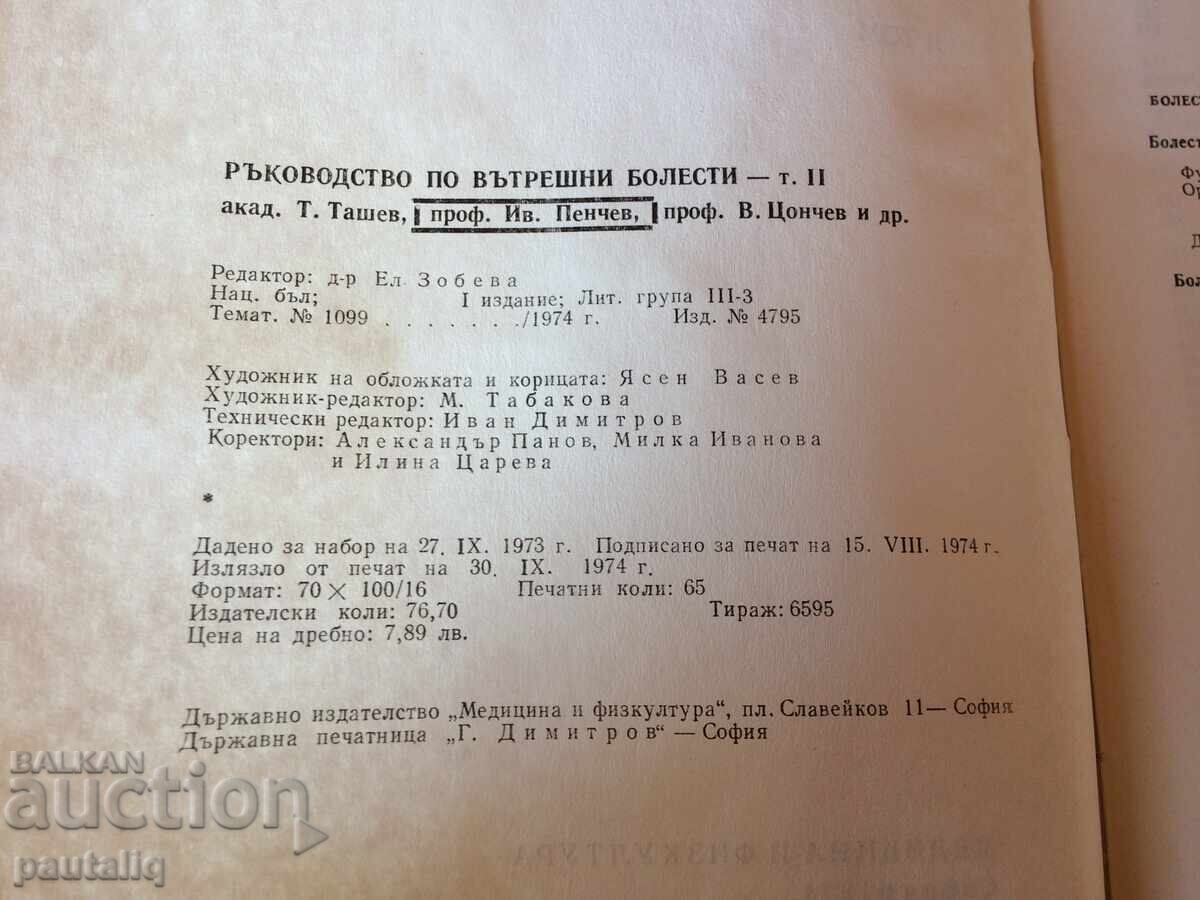 РЪКОВОДСТВО ПО ВЪТРЕШНИ БОЛЕСТИ — т. II
акад. Т. Ташев, проф. Ив. Пенчев, проф. В. Цончев и др.
Редактор: д-р Ел Зобева
Нац. бъл; I издание; Лит. група III-3
Темат. № 1099 . . . . . . . /1974 г. Изд. № 4795
Художник на обложката и корицата: Ясен Васев
Художник-редактор: М. Табакова
Технически редактор: Иван Димитров
Коректори: Александър Панов, Милка Иванова
и Илина Царева
*
Дадено за набор на 27. IX. 1973 г. Подписано за печат на 15. VIII. 1974 г.
Излязло от печат на 30. IX. 1974 г.
Формат: 70 × 100/16 Печатни коли: 65
Издателски коли: 76,70 Тираж: 6595
Цена на дребно: 7,89 лв.
Държавно издателство „Медицина и физкултура“, пл. Славейков 11 — София
Държавна печатница „Г. Димитров“ — София
БОЛЕС
Болест
Фу
Ор
Д
Бол
BALKAN
auction
pautaliq